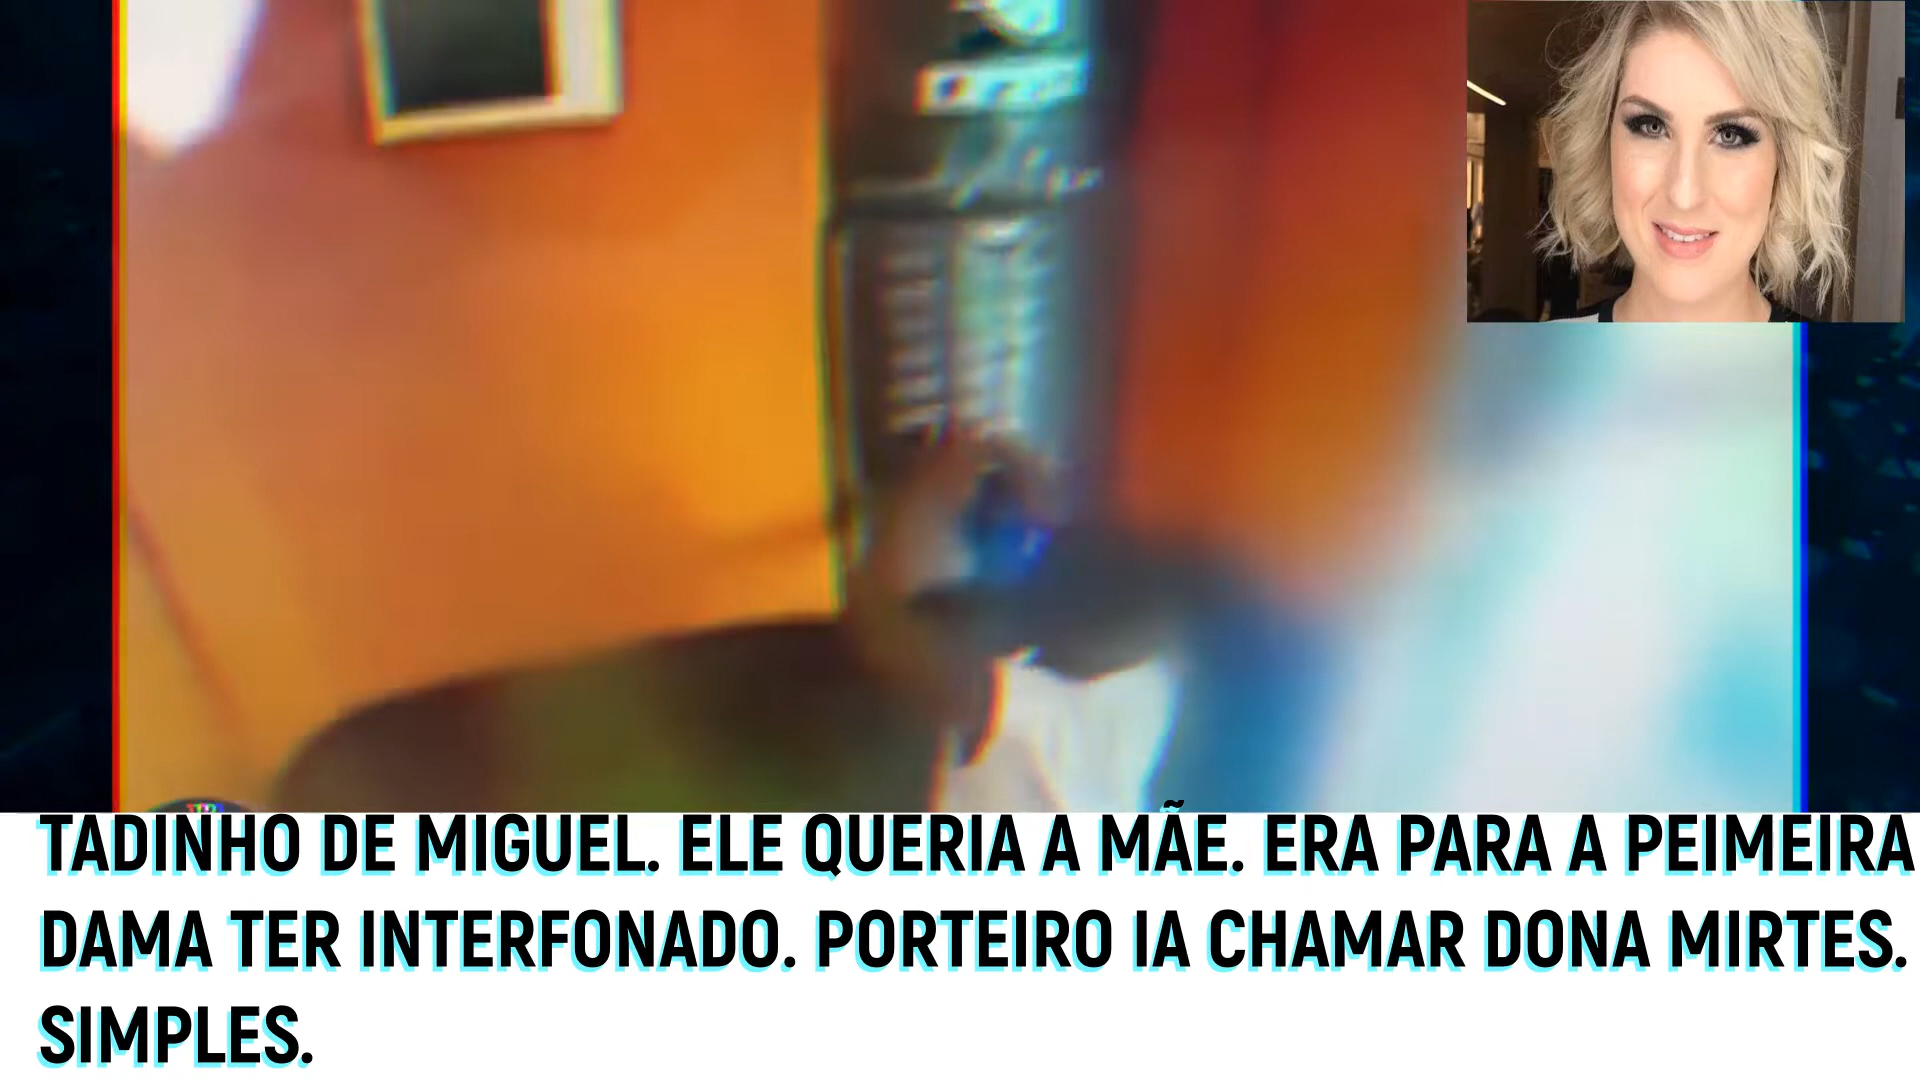 TADINHO DE MIGUEL. ELE QUERIA A MÃE. ERA PARA A PEIMEIRA
DAMA TER INTERFONADO. PORTEIRO IA CHAMAR DONA MIRTES.
SIMPLES.